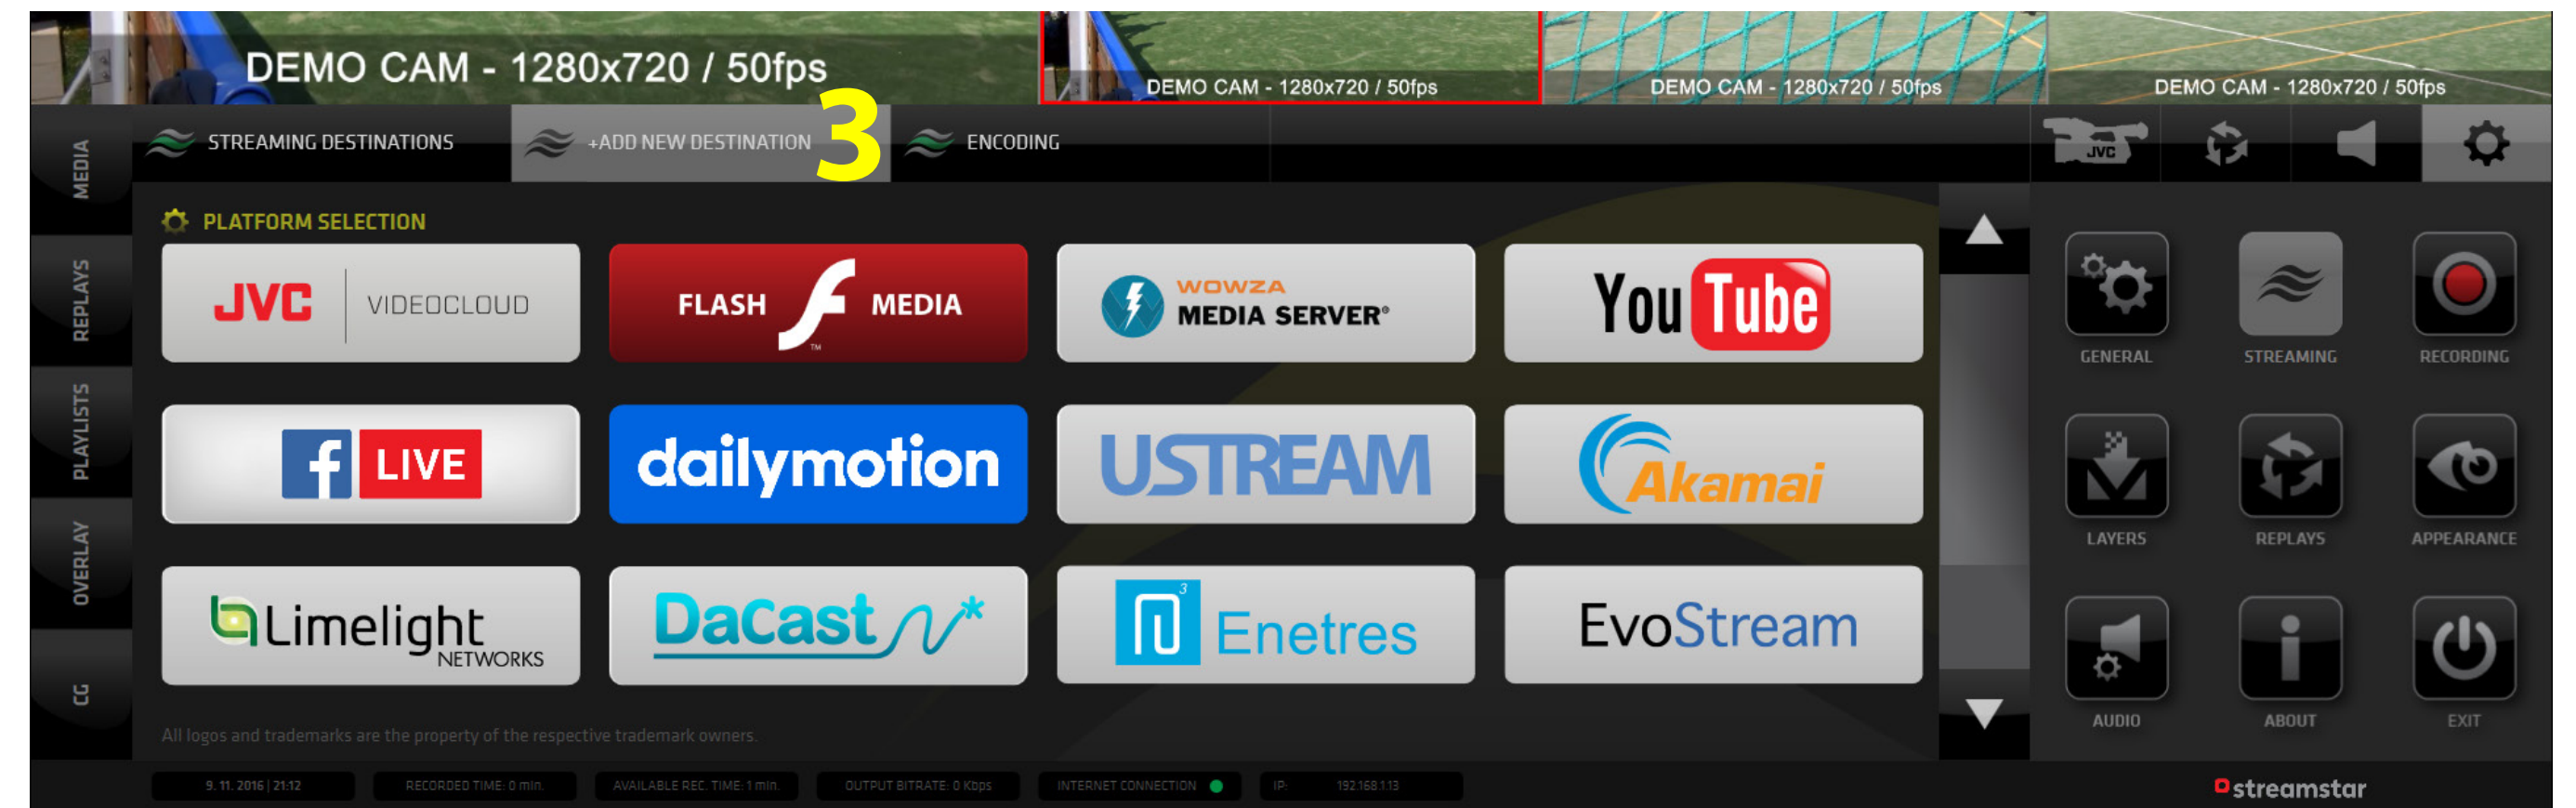 DEMO CAM - 1280x720 / 50fps
DEMO CAM - 1280x720 / 50fps
DEMO CAM - 1280x720 / 50fps
DEMO CAM - 1280x720 / 50fps
STREAMING DESTINATIONS
+ADD NEW DESTINATION
3
ENCODING
JVC
MEDIA
REPLAYS
PLAYLISTS
OVERLAY
CG
PLATFORM SELECTION
JVC VIDEOCLOUD
FLASH MEDIA
TM
WOWZA
MEDIA SERVER®
YouTube
f LIVE
dailymotion
USTREAM
Akamai
Limelight
NETWORKS
DaCast
3
Enetres
EvoStream
All logos and trademarks are the property of the respective trademark owners.
GENERAL
STREAMING
RECORDING
LAYERS
REPLAYS
APPEARANCE
AUDIO
ABOUT
EXIT
9. 11. 2016 | 21:12
RECORDED TIME: 0 min.
AVAILABLE REC. TIME: 1 min.
OUTPUT BITRATE: 0 Kbps
INTERNET CONNECTION
IP: 192.168.1.13
streamstar